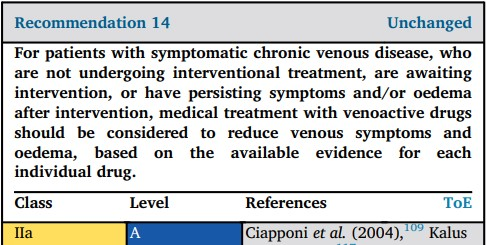 Recommendation 14 Unchanged
For patients with symptomatic chronic venous disease, who
are not undergoing interventional treatment, are awaiting
intervention, or have persisting symptoms and/or oedema
after intervention, medical treatment with venoactive drugs
should be considered to reduce venous symptoms and
oedema, based on the available evidence for each
individual drug.
Class Level References ToE
IIa A Ciapponi et al. (2004),109 Kalus